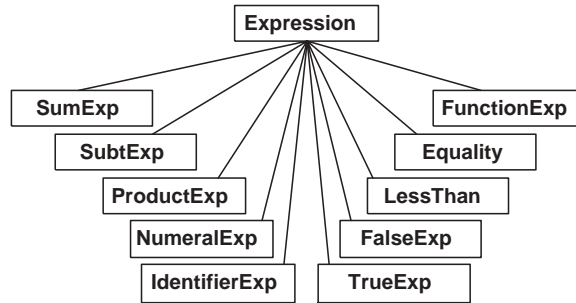 Expression
SumExp
FunctionExp
SubtExp
Equality
ProductExp
LessThan
NumeralExp
FalseExp
IdentifierExp
TrueExp